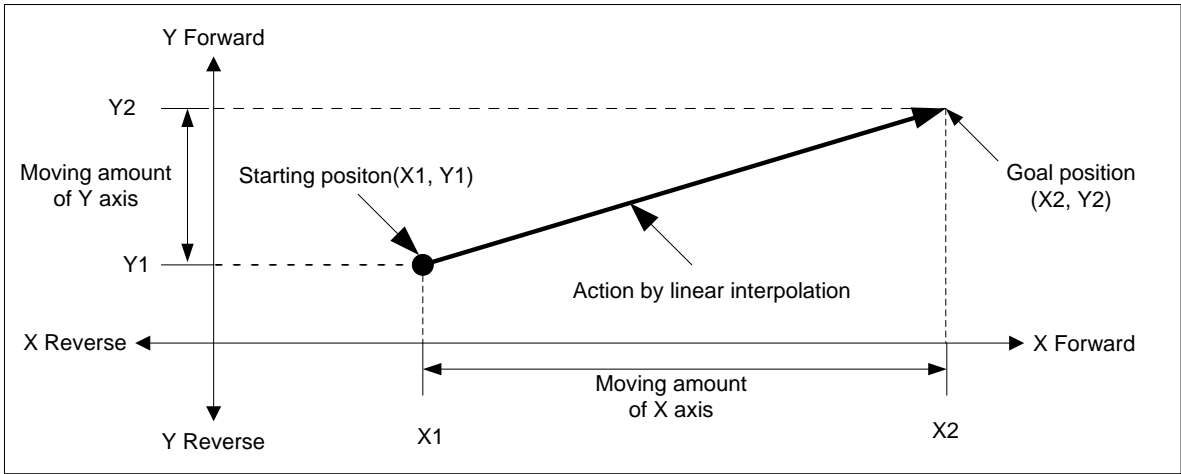 Y Forward
Y2
Moving amount
of Y axis
Starting positon(X1, Y1)
Goal position
(X2, Y2)
Y1
Action by linear interpolation
X Reverse
X Forward
Moving amount
of X axis
Y Reverse
X1
X2